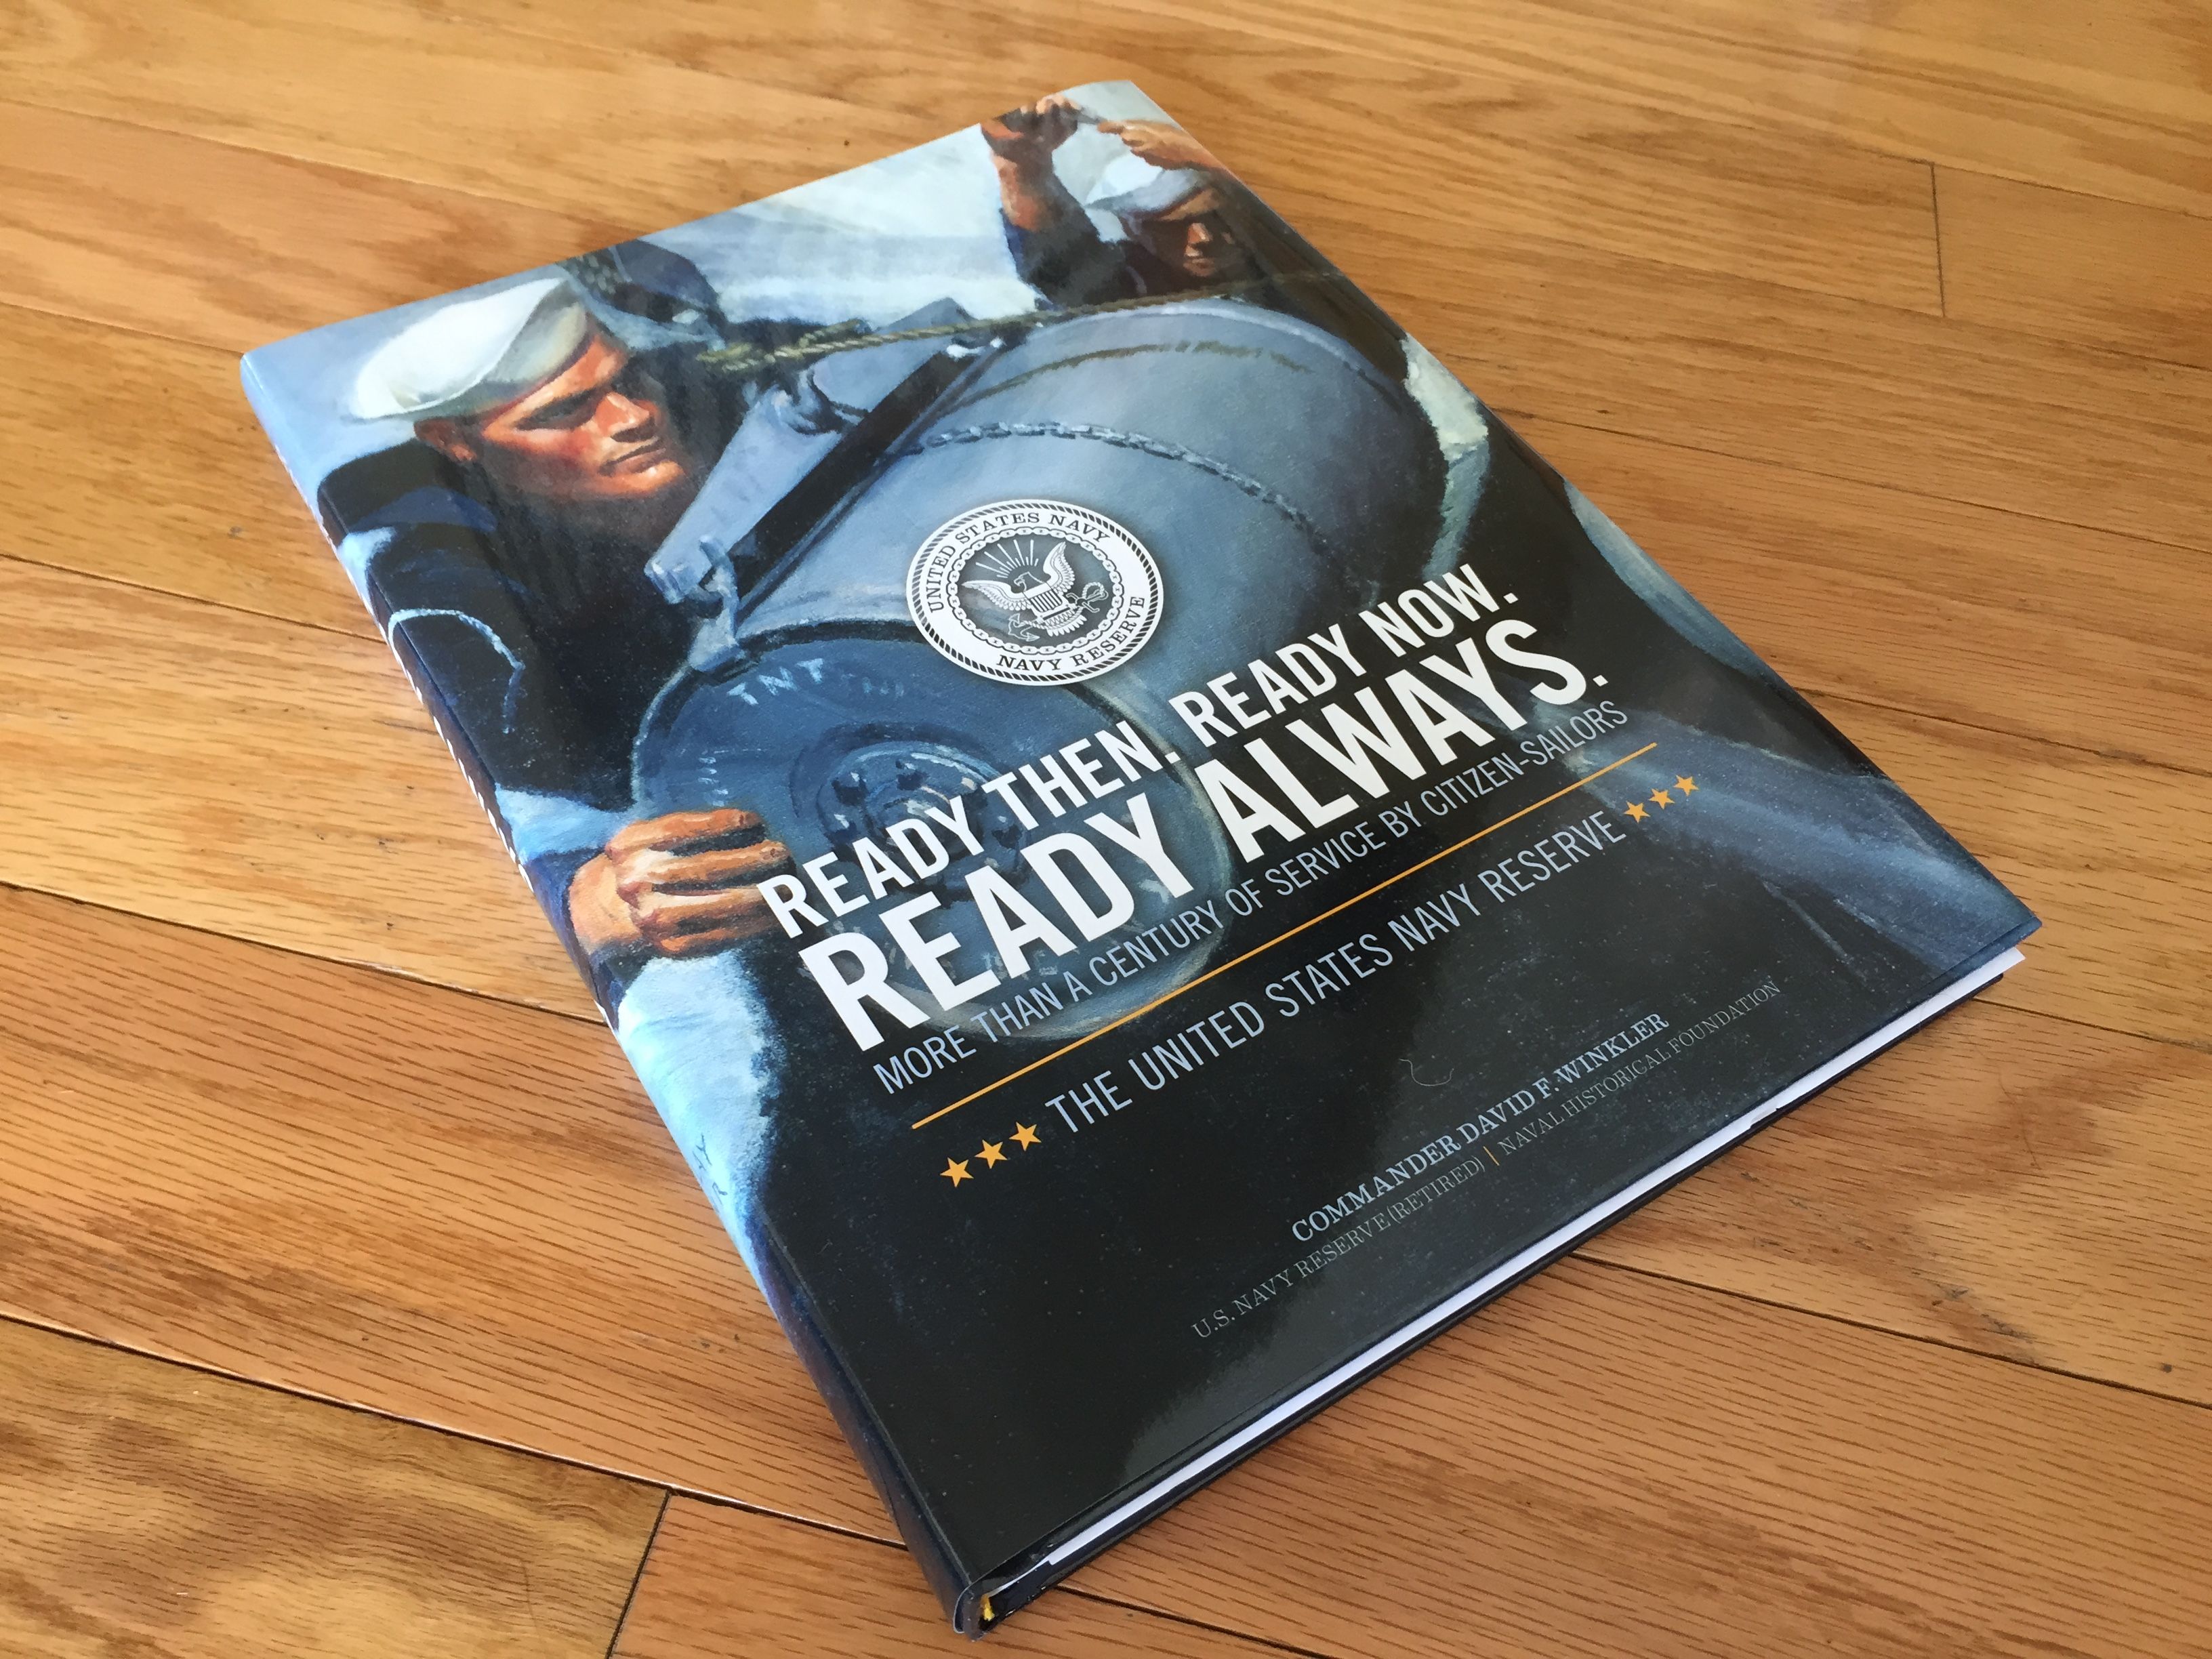 UNITED STATES NAVY
NAVY RESERVE
TNT
READY THEN. READY NOW.
READY ALWAYS.
MORE THAN A CENTURY OF SERVICE BY CITIZEN-SAILORS
THE UNITED STATES NAVY RESERVE
COMMANDER DAVID F. WINKLER
U.S. NAVY RESERVE (RETIRED) | NAVAL HISTORICAL FOUNDATION